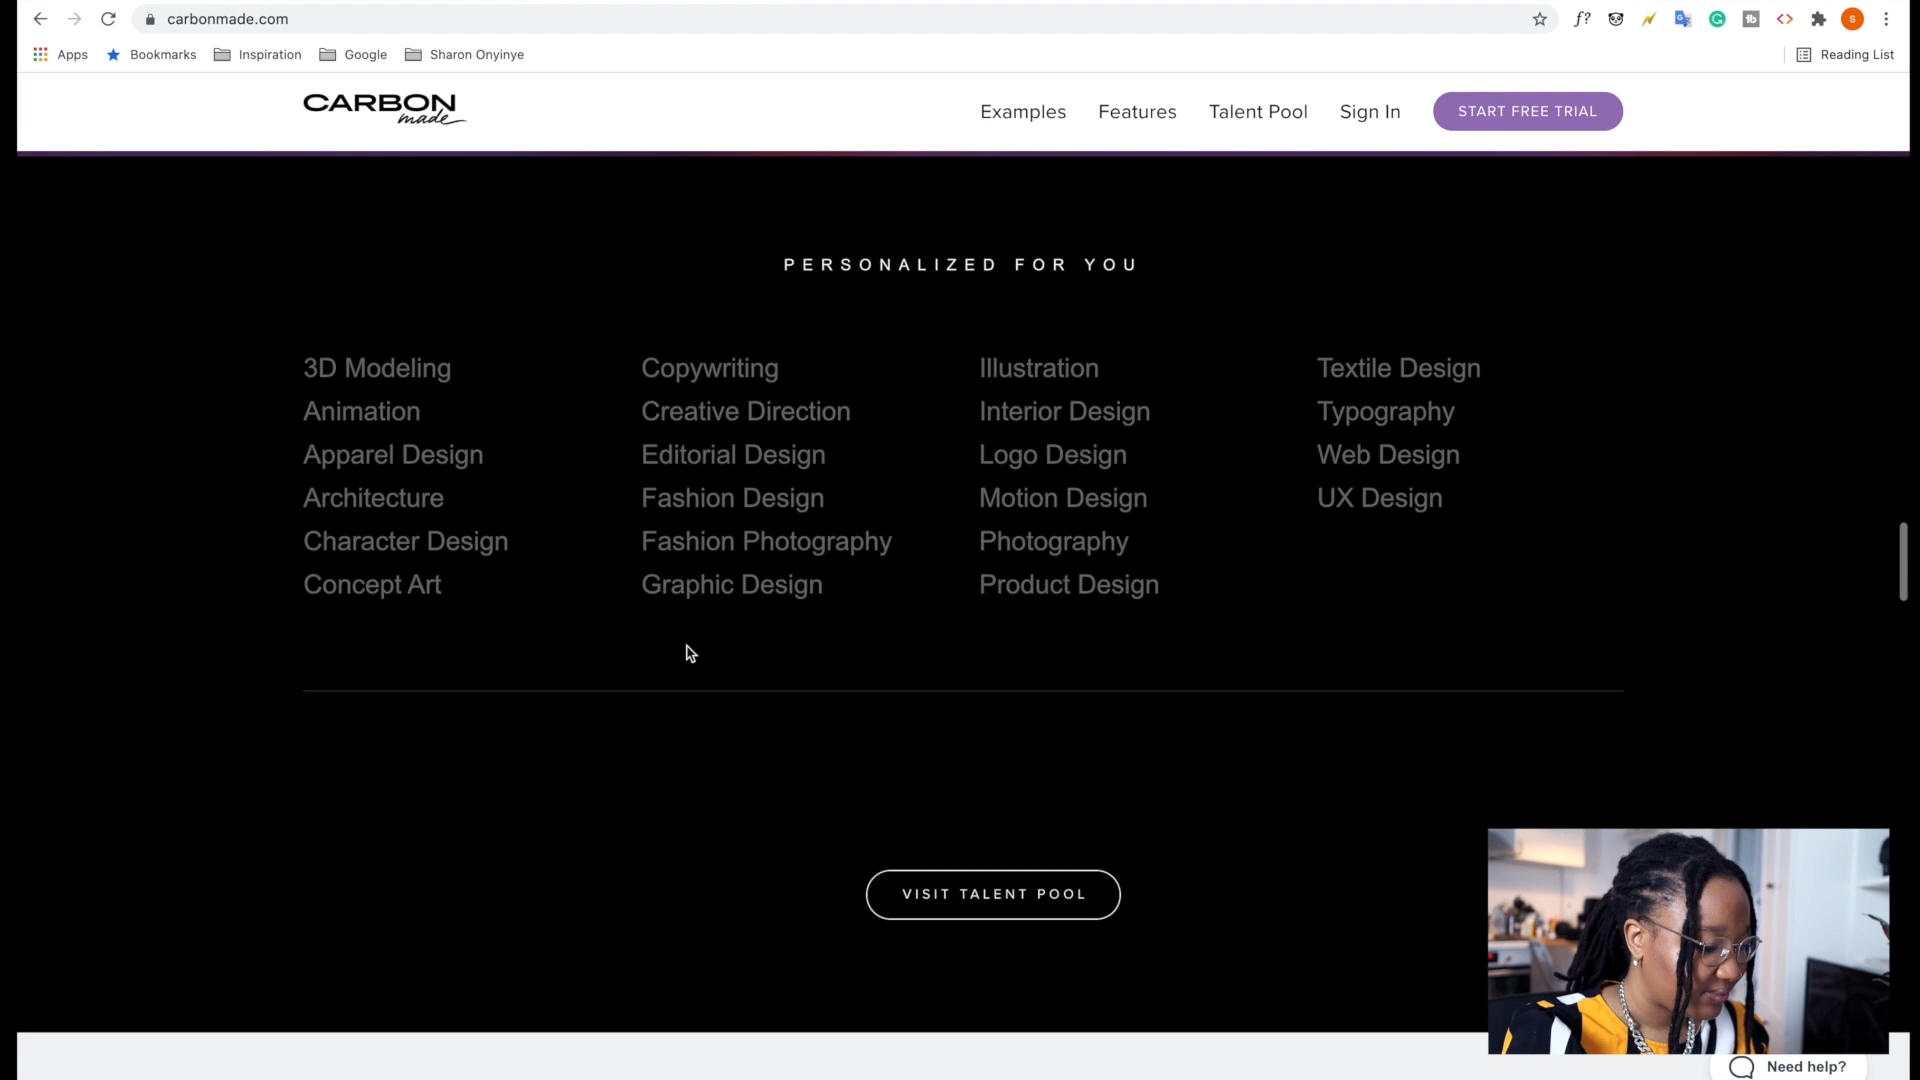 carbonmade.com
f?
tb
<>
S
Apps
Bookmarks
Inspiration
Google
Sharon Onyinye
Reading List
CARBON
made
Examples
Features
Talent Pool
Sign In
START FREE TRIAL
PERSONALIZED FOR YOU
3D Modeling
Animation
Apparel Design
Architecture
Character Design
Concept Art
Copywriting
Creative Direction
Editorial Design
Fashion Design
Fashion Photography
Graphic Design
Illustration
Interior Design
Logo Design
Motion Design
Photography
Product Design
Textile Design
Typography
Web Design
UX Design
VISIT TALENT POOL
Need help?